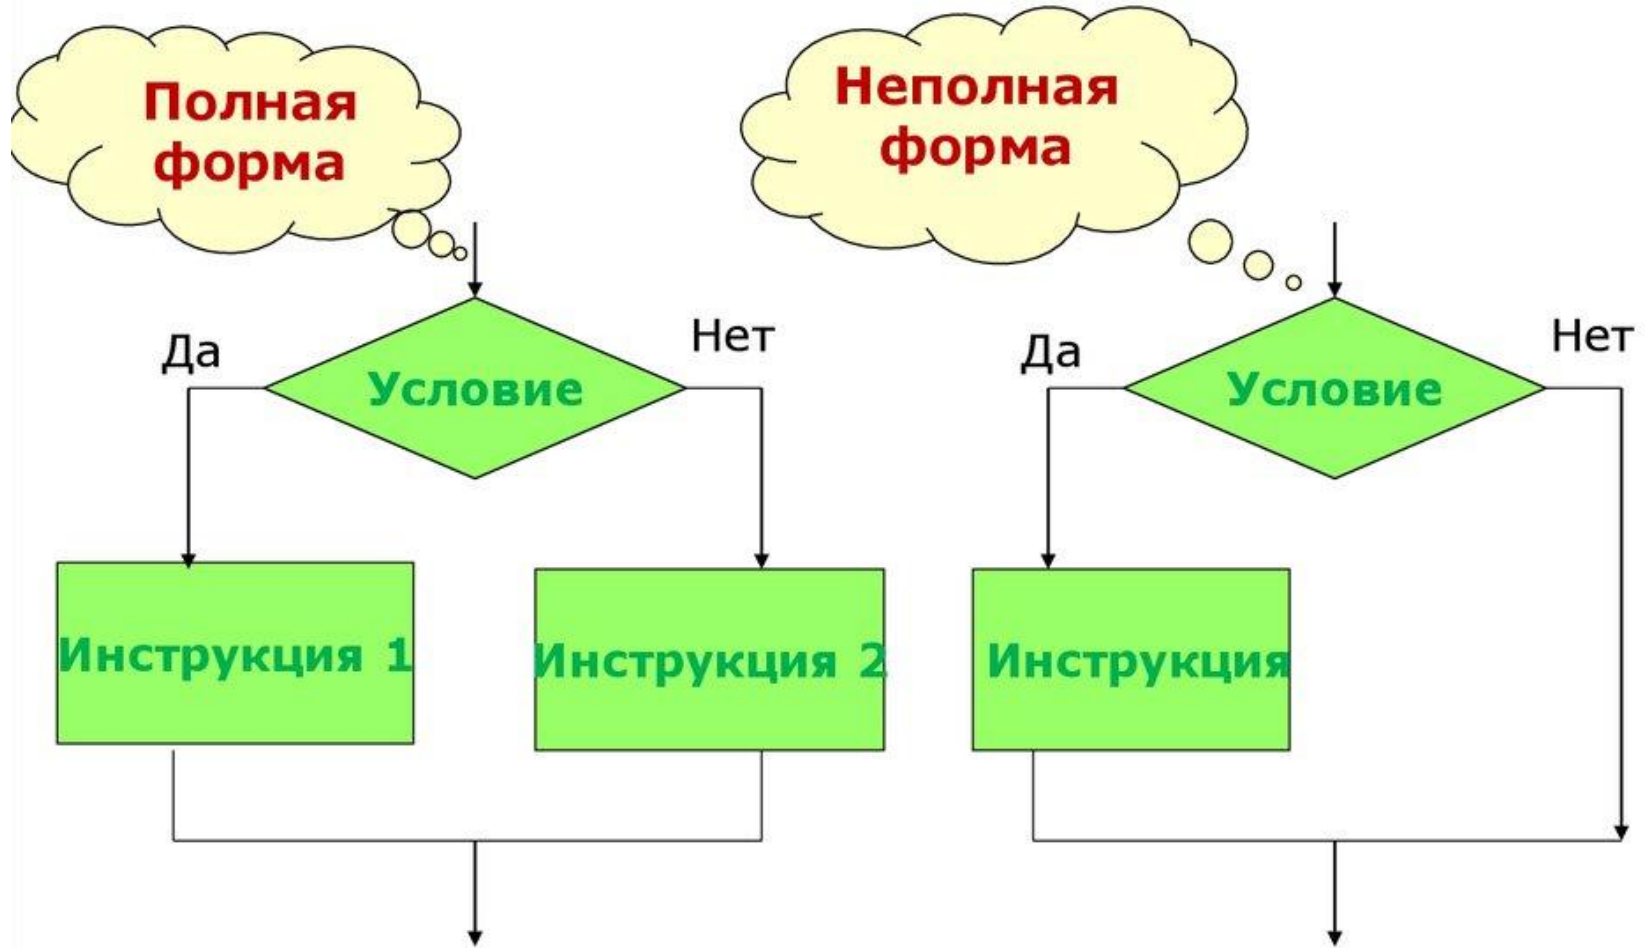 Полная
форма
Да
Нет
Условие
Инструкция 1
Инструкция 2
Неполная
форма
Да
Нет
Условие
Инструкция